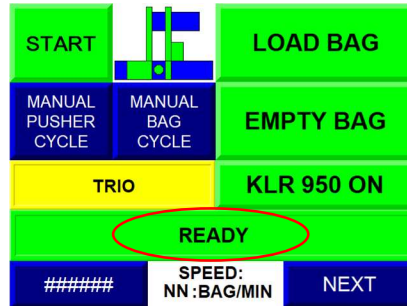 START
LOAD BAG
MANUAL
PUSHER
CYCLE
MANUAL
BAG
CYCLE
EMPTY BAG
TRIO
KLR 950 ON
READY
######
SPEED:
NN :BAG/MIN
NEXT